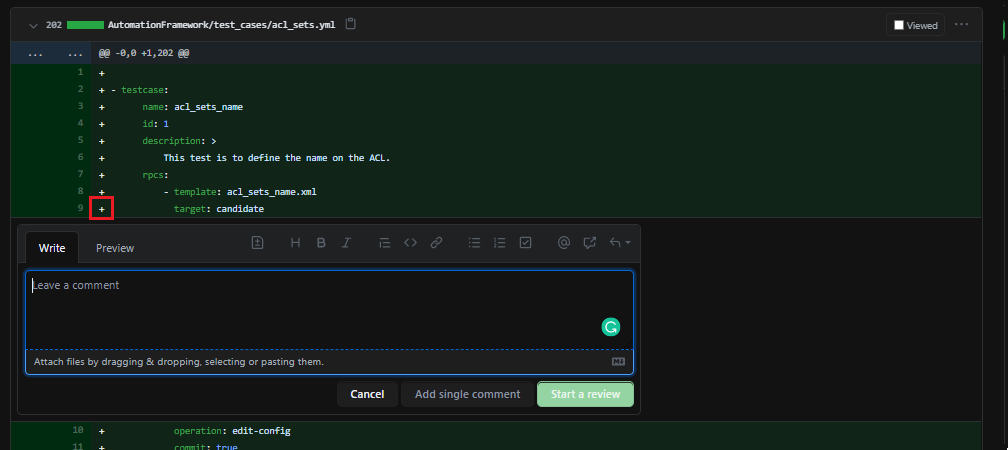 202 AutomationFramework/test_cases/acl_sets.yml Viewed ...
... ... @@ -0,0 +1,202 @@
1 +
2 + - testcase:
3 + name: acl_sets_name
4 + id: 1
5 + description: >
6 + This test is to define the name on the ACL.
7 + rpcs:
8 + - template: acl_sets_name.xml
9 + target: candidate
Write Preview H B I @
Leave a comment
Attach files by dragging & dropping, selecting or pasting them.
Cancel Add single comment Start a review
10 + operation: edit-config
11 + commit: true